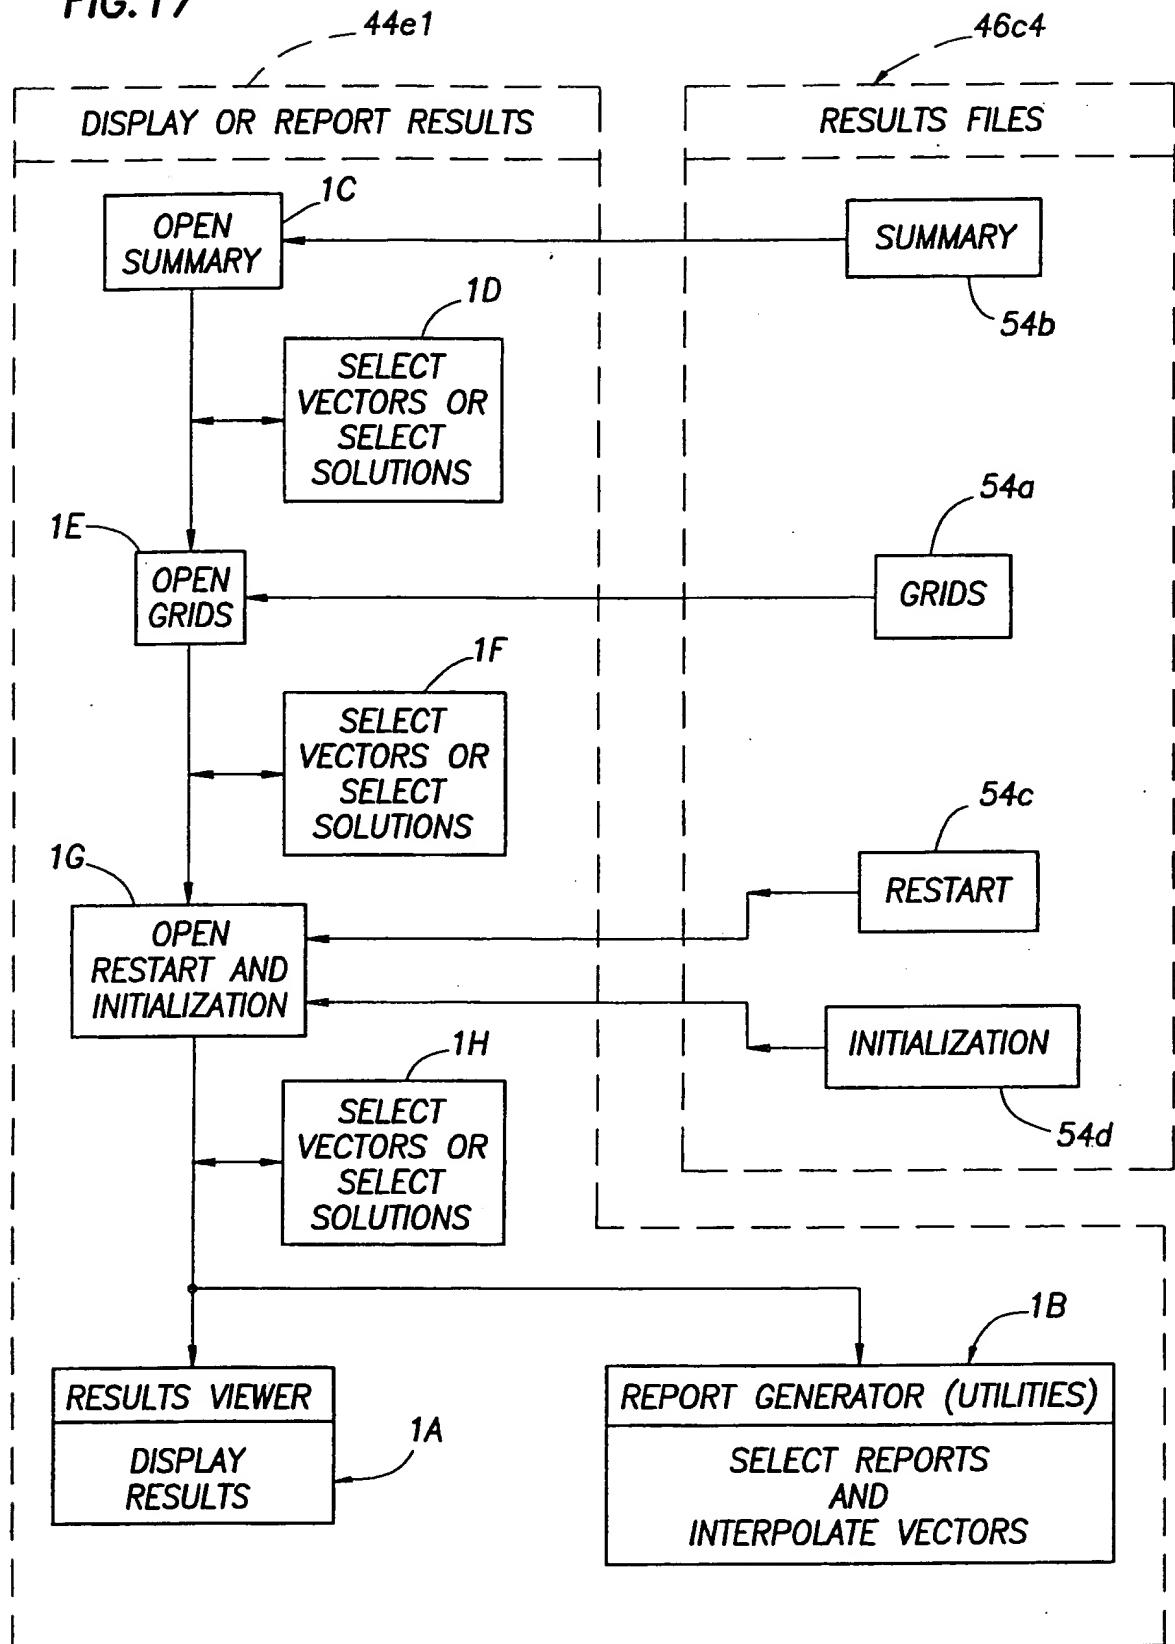 FIG.17
44e1
46c4
DISPLAY OR REPORT RESULTS
RESULTS FILES
1C
OPEN
SUMMARY
SUMMARY
54b
1D
SELECT
VECTORS OR
SELECT
SOLUTIONS
1E
OPEN
GRIDS
54a
GRIDS
1F
SELECT
VECTORS OR
SELECT
SOLUTIONS
54c
RESTART
1G
OPEN
RESTART AND
INITIALIZATION
INITIALIZATION
54d
1H
SELECT
VECTORS OR
SELECT
SOLUTIONS
1B
RESULTS VIEWER
DISPLAY
RESULTS
1A
REPORT GENERATOR (UTILITIES)
SELECT REPORTS
AND
INTERPOLATE VECTORS